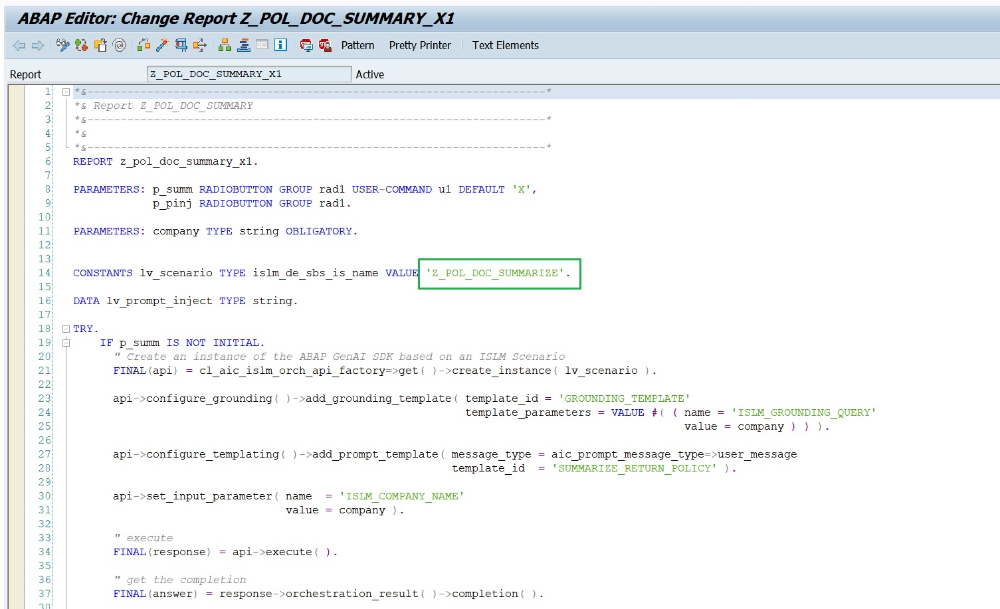 ABAP Editor: Change Report Z_POL_DOC_SUMMARY_X1
Pattern Pretty Printer Text Elements
Report Z_POL_DOC_SUMMARY_X1 Active
1 *&---------------------------------------------------------------------*
2 *& Report Z_POL_DOC_SUMMARY
3 *&---------------------------------------------------------------------*
4 *&
5 *&---------------------------------------------------------------------*
6 REPORT z_pol_doc_summary_x1.
7
8 PARAMETERS: p_summ RADIOBUTTON GROUP rad1 USER-COMMAND u1 DEFAULT 'X',
9 p_pinj RADIOBUTTON GROUP rad1.
10
11 PARAMETERS: company TYPE string OBLIGATORY.
12
13
14 CONSTANTS lv_scenario TYPE islm_de_sbs_is_name VALUE 'Z_POL_DOC_SUMMARIZE'.
15
16 DATA lv_prompt_inject TYPE string.
17
18 TRY.
19 IF p_summ IS NOT INITIAL.
20 " Create an instance of the ABAP GenAI SDK based on an ISLM Scenario
21 FINAL(api) = cl_aic_islm_orch_api_factory=>get( )->create_instance( lv_scenario ).
22
23 api->configure_grounding( )->add_grounding_template( template_id = 'GROUNDING_TEMPLATE'
24 template_parameters = VALUE #( ( name = 'ISLM_GROUNDING_QUERY'
25 value = company ) ) ).
26
27 api->configure_templating( )->add_prompt_template( message_type = aic_prompt_message_type=>user_message
28 template_id = 'SUMMARIZE_RETURN_POLICY' ).
29
30 api->set_input_parameter( name = 'ISLM_COMPANY_NAME'
31 value = company ).
32
33 " execute
34 FINAL(response) = api->execute( ).
35
36 " get the completion
37 FINAL(answer) = response->orchestration_result( )->completion( ).
38